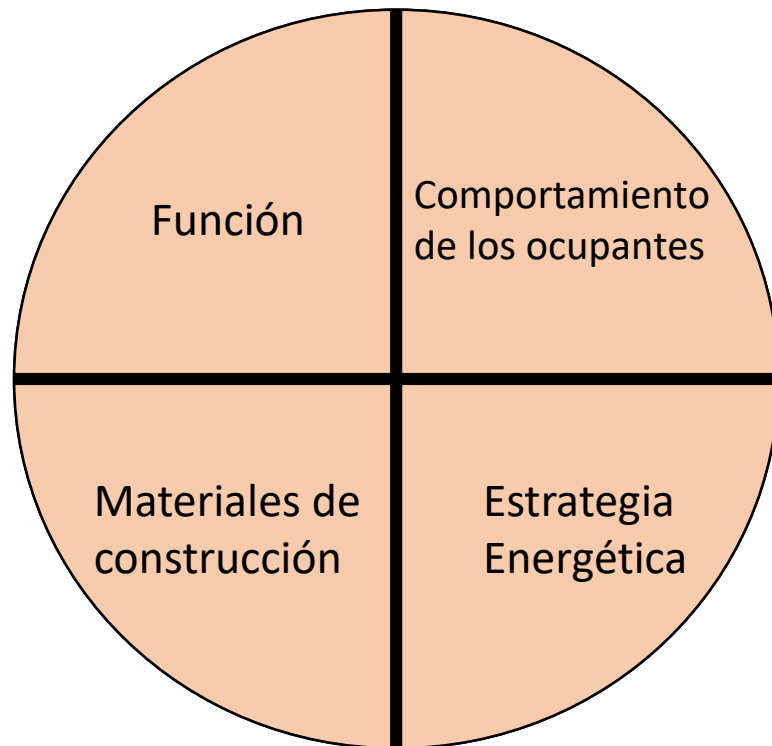 Función
Comportamiento
de los ocupantes
Materiales de
construcción
Estrategia
Energética